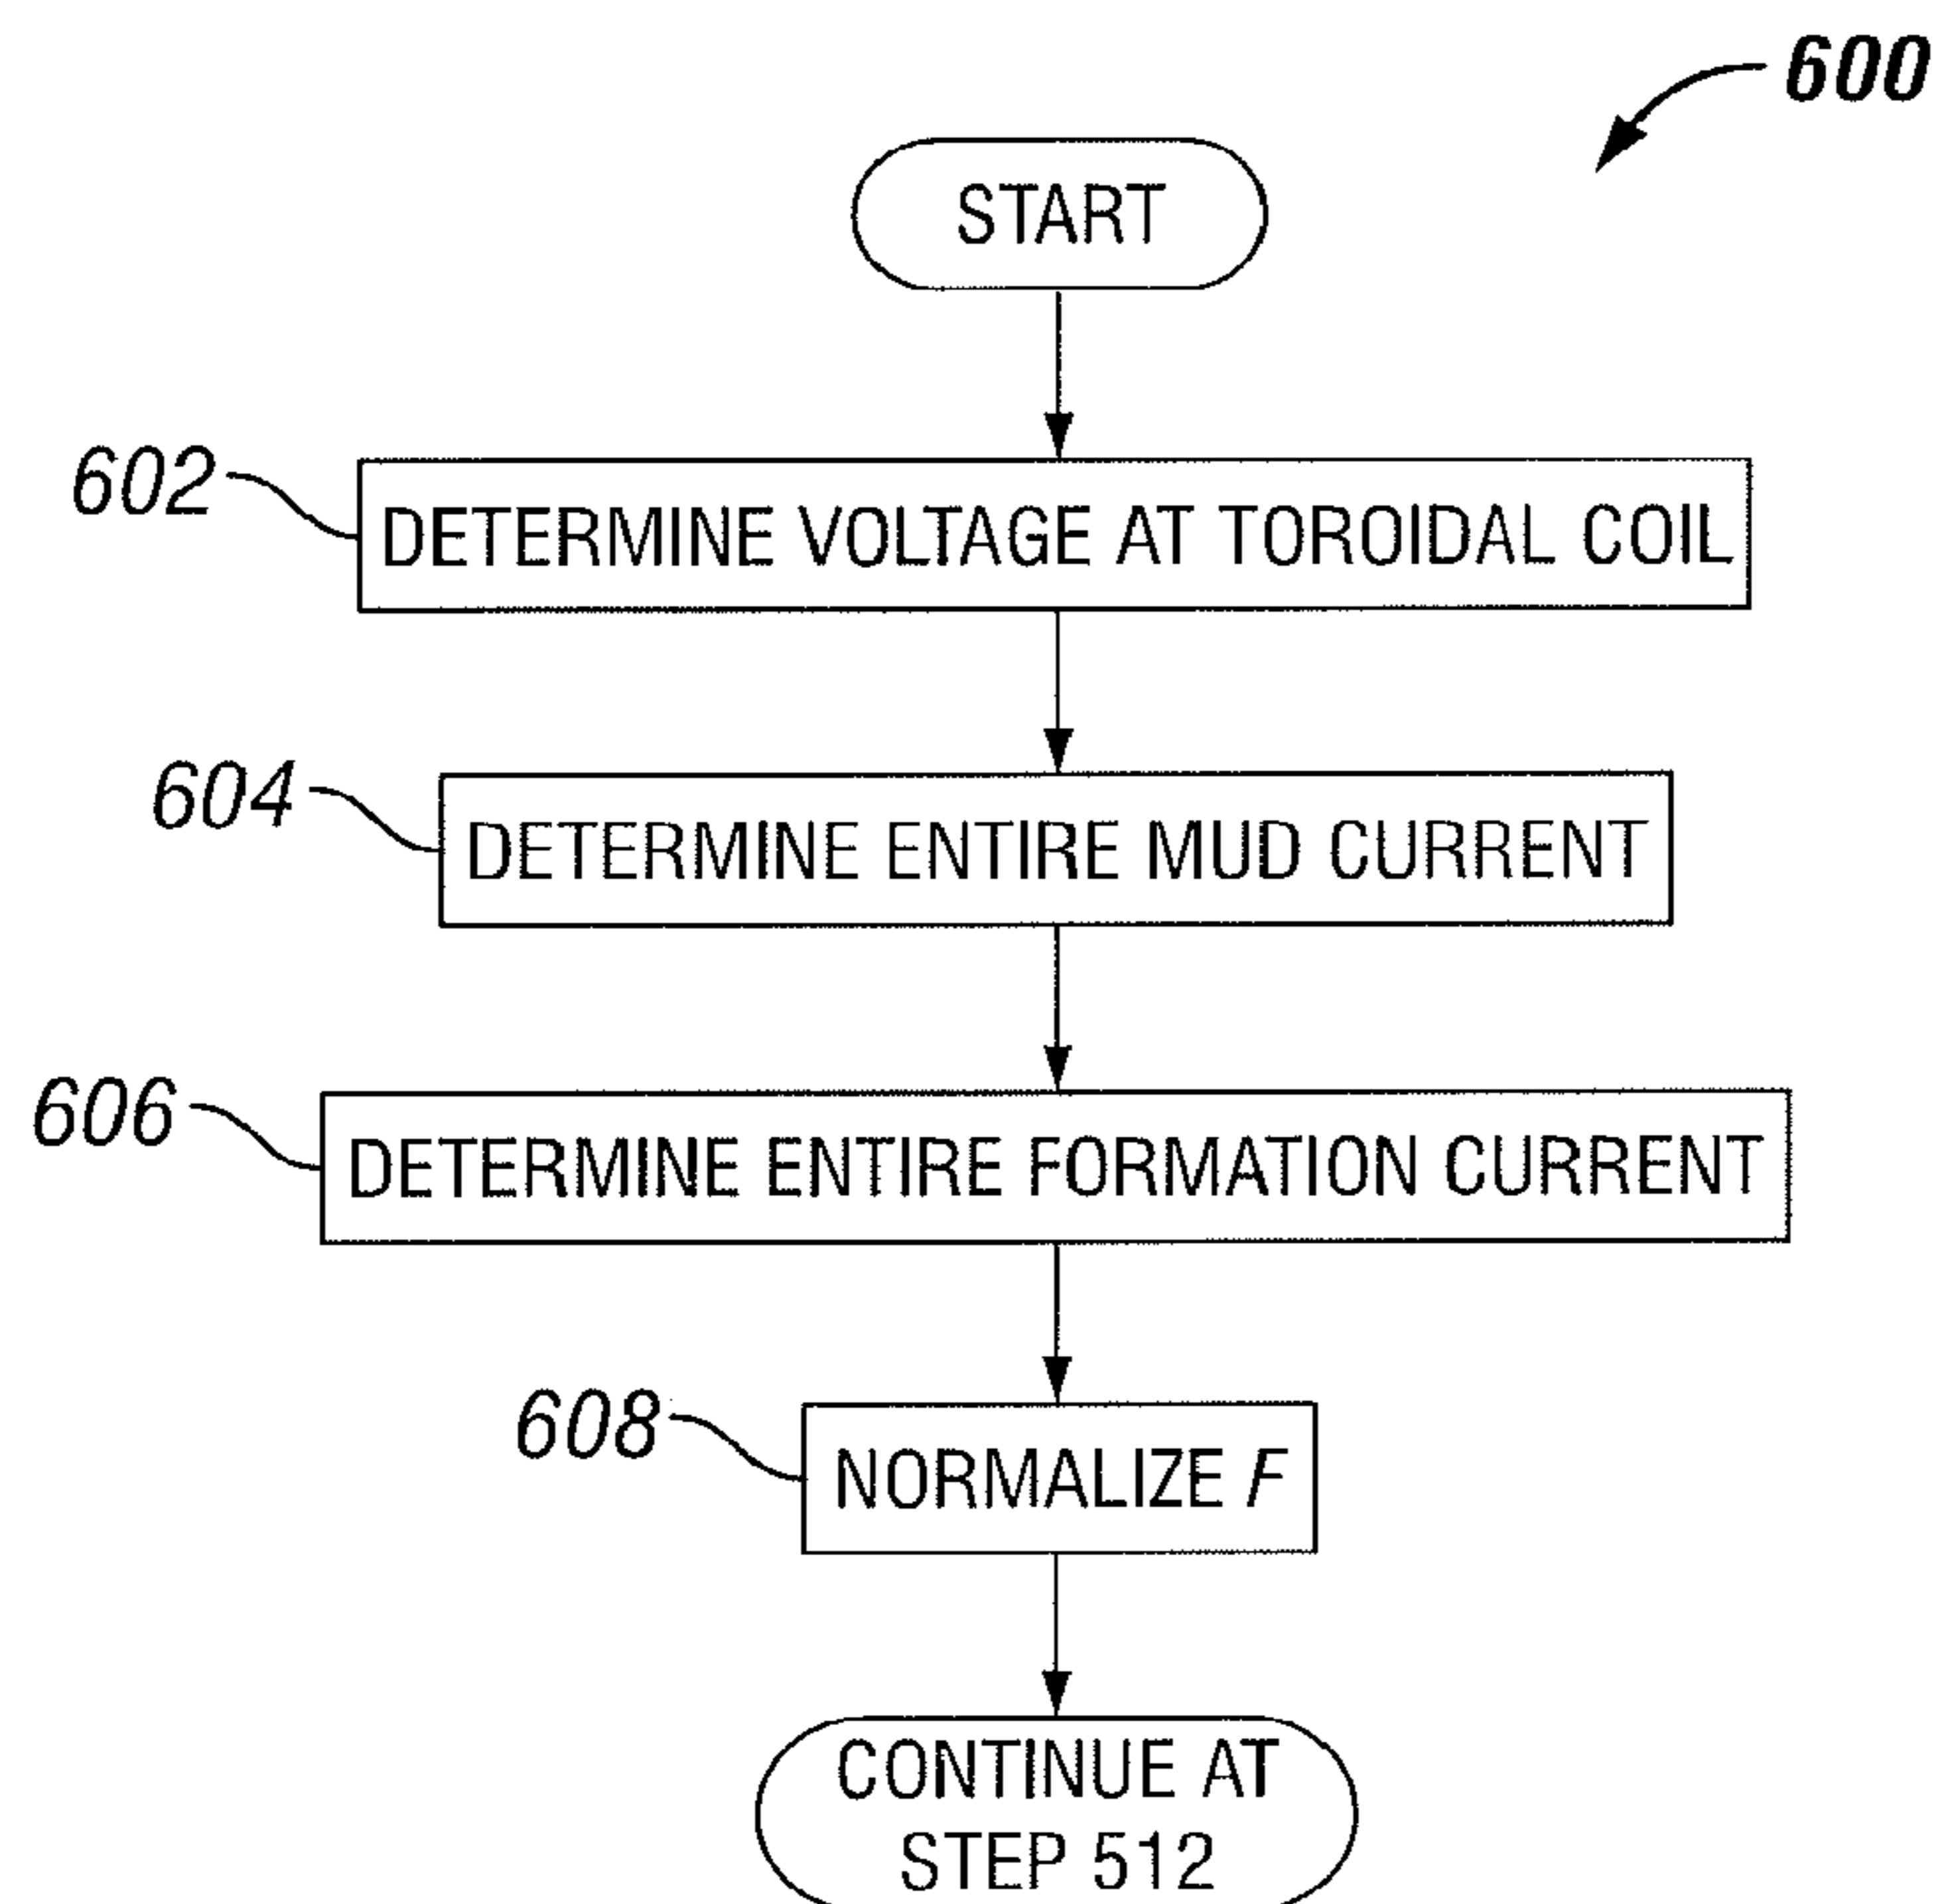 600
START
602
DETERMINE VOLTAGE AT TOROIDAL COIL
604
DETERMINE ENTIRE MUD CURRENT
606
DETERMINE ENTIRE FORMATION CURRENT
608
NORMALIZE F
CONTINUE AT
STEP 512